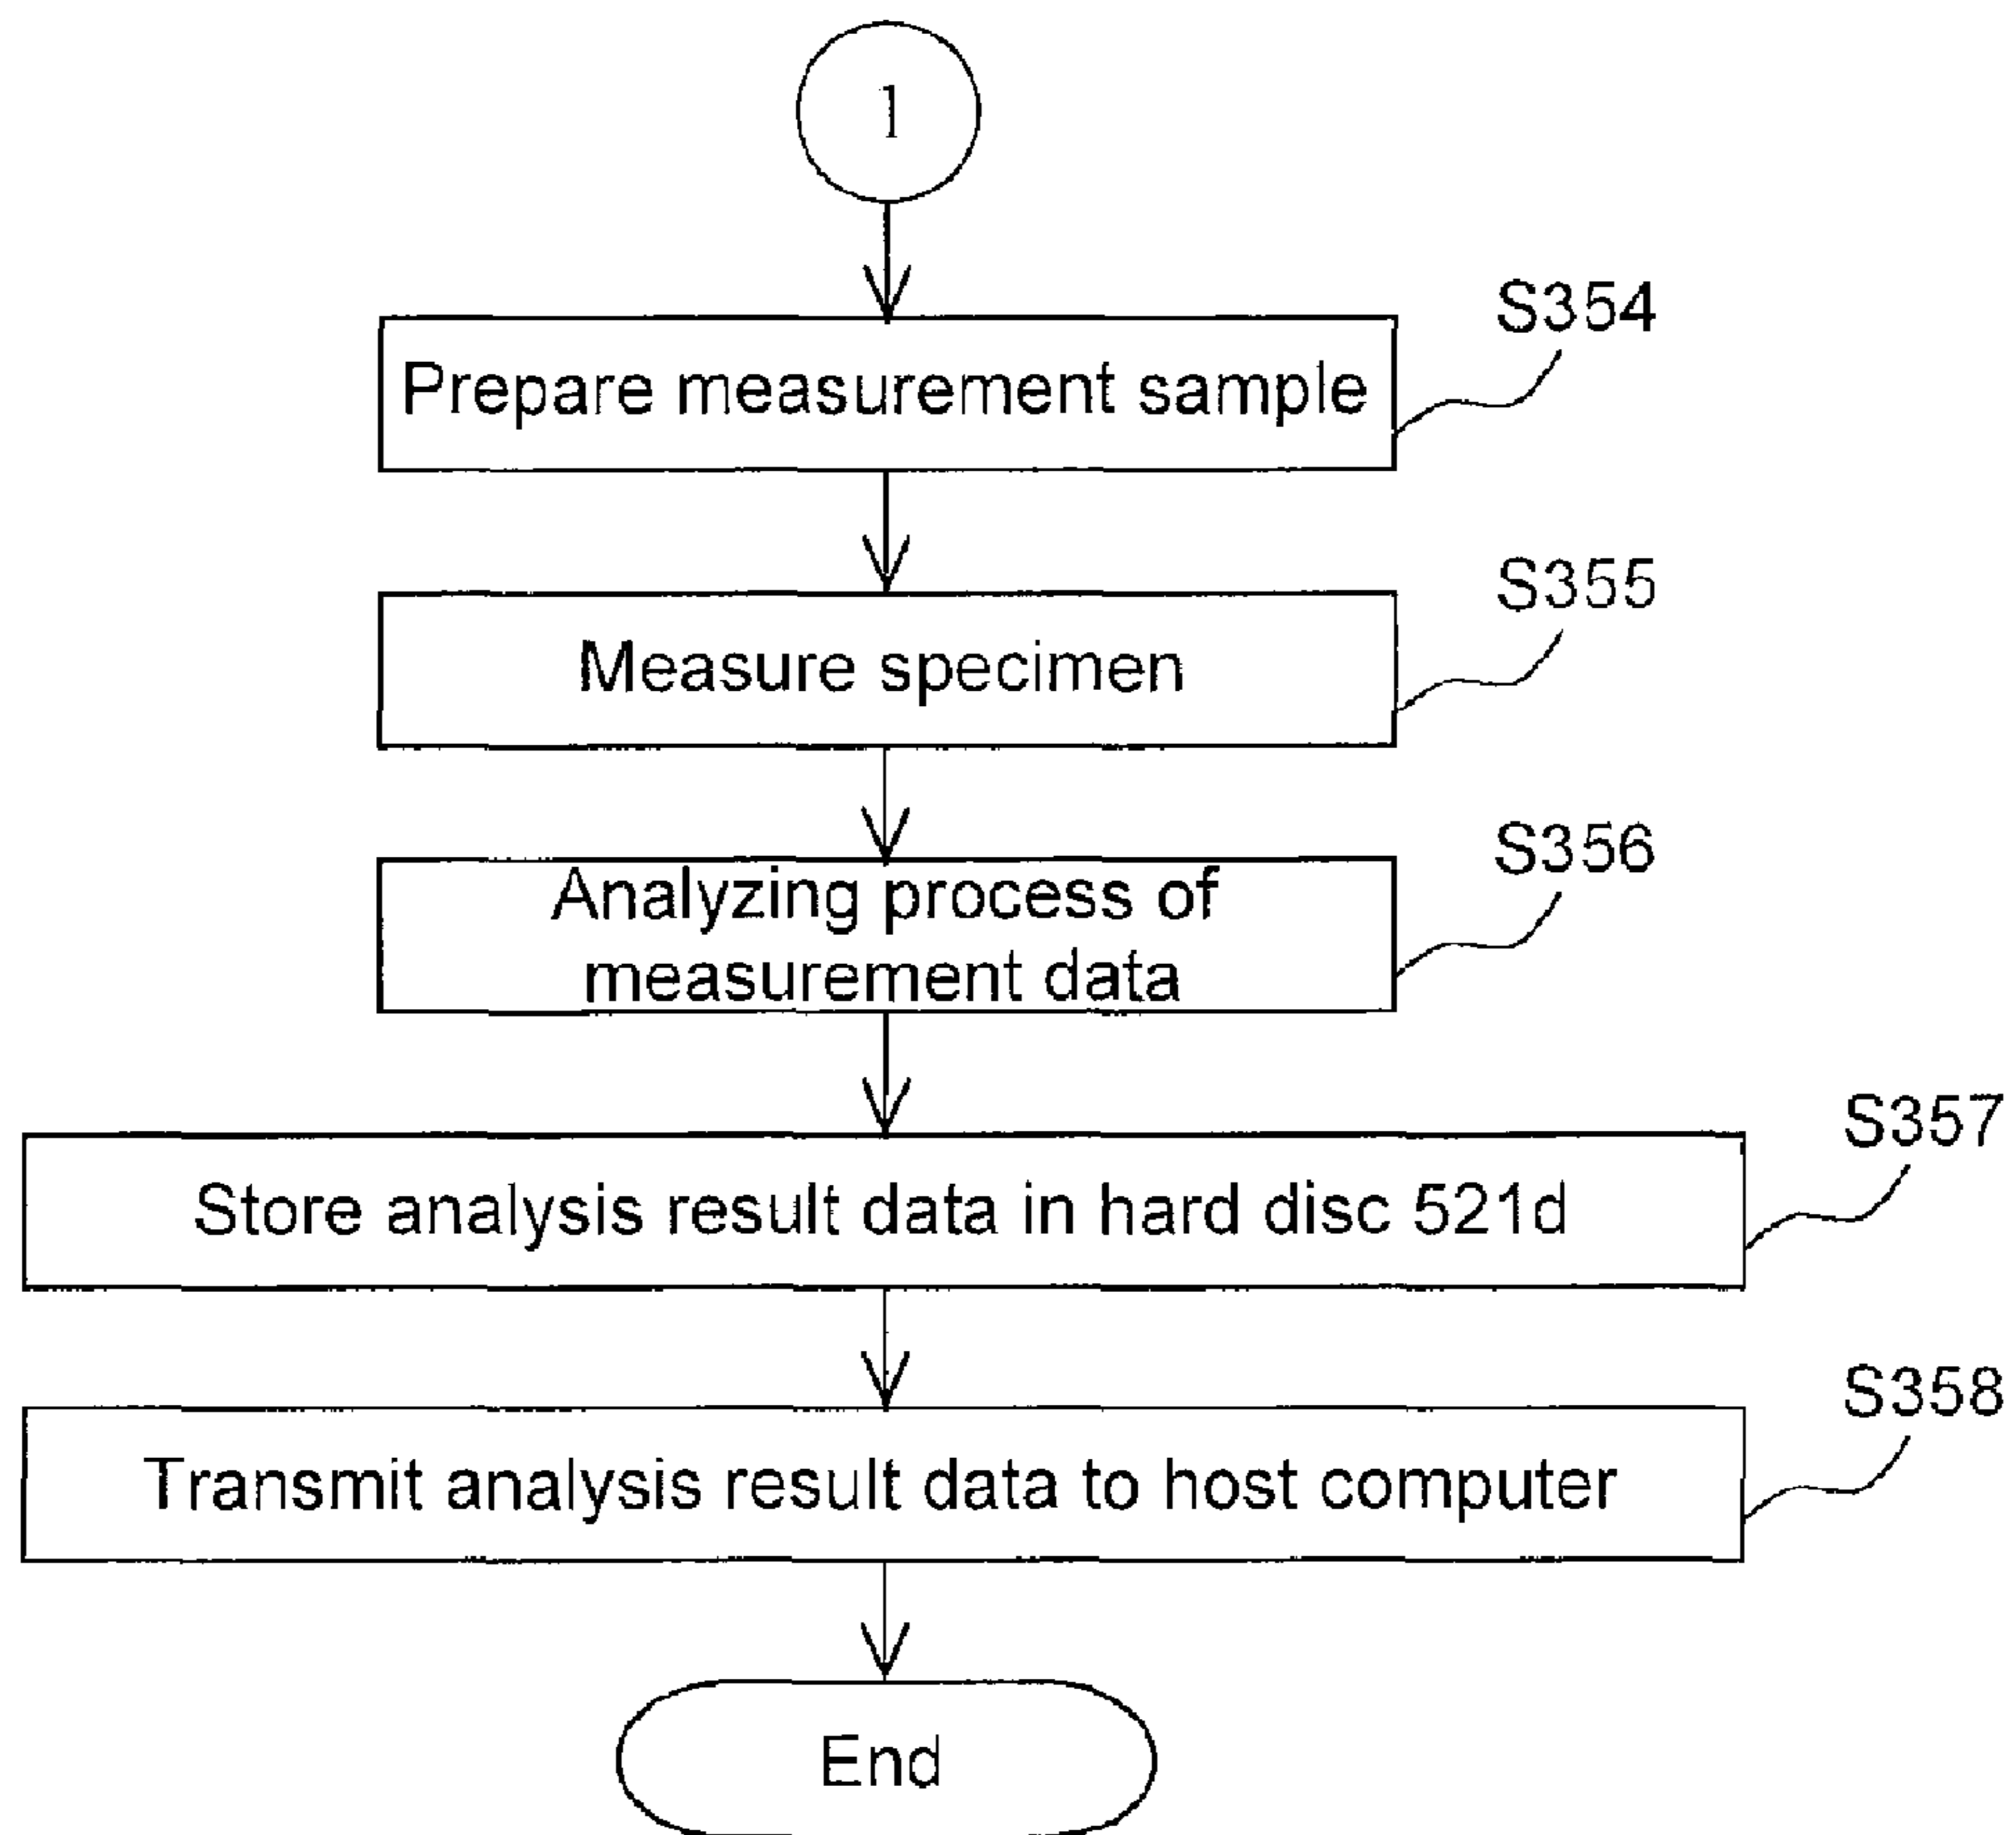 1
S354
Prepare measurement sample
S355
Measure specimen
S356
Analyzing process of
measurement data
S357
Store analysis result data in hard disc 521d
S358
Transmit analysis result data to host computer
End